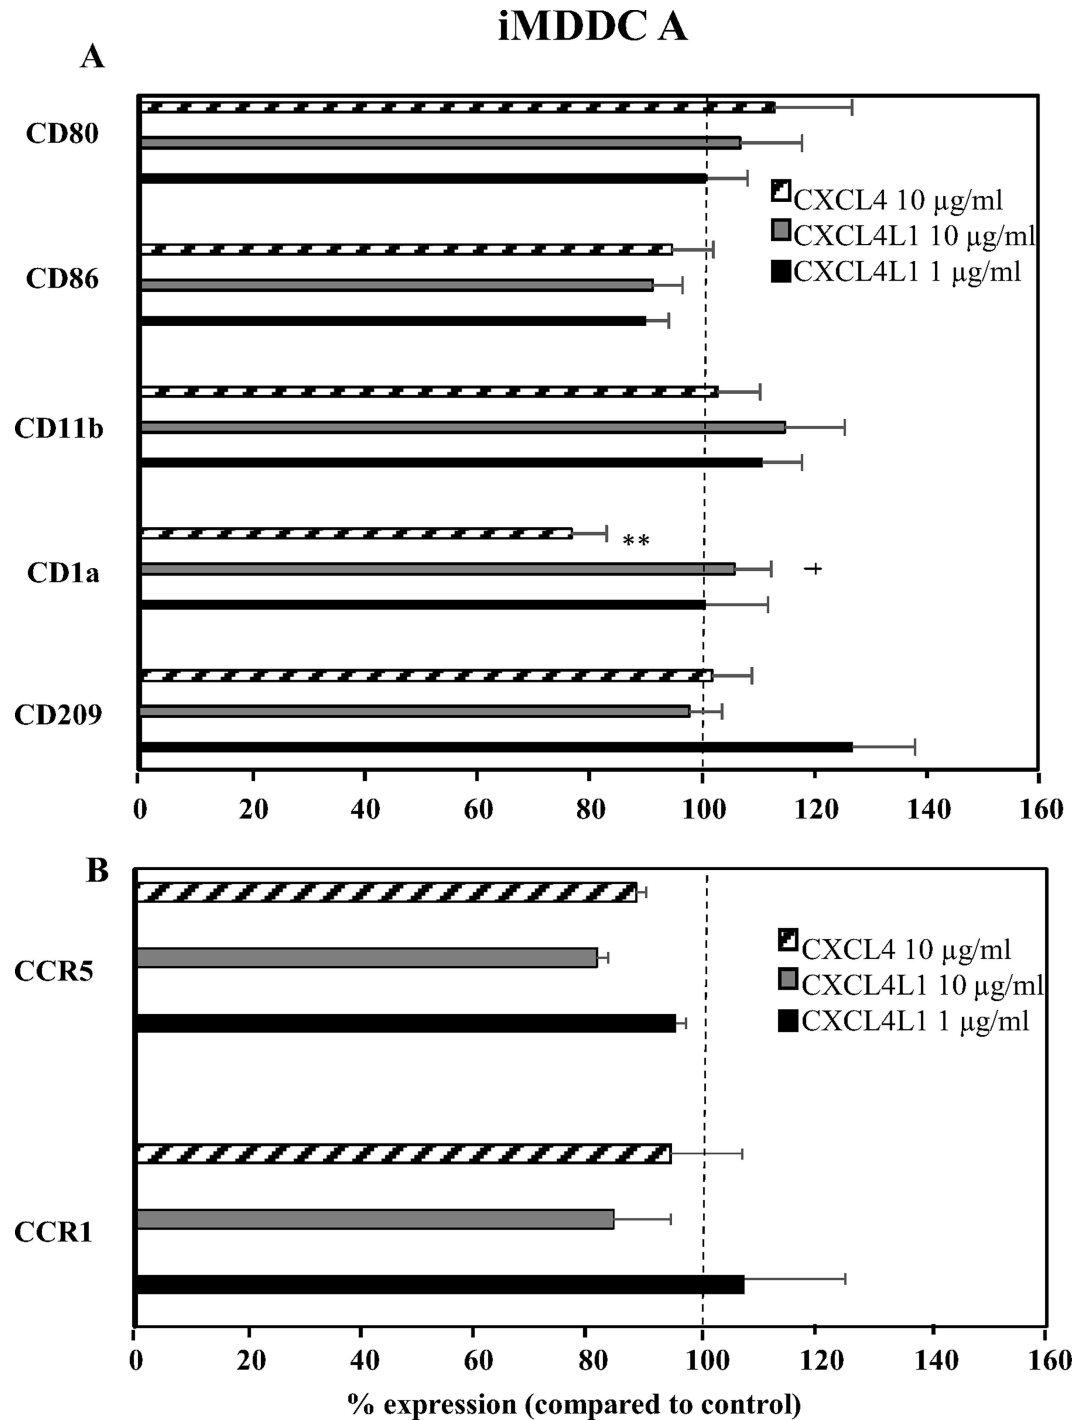 iMDDC A
A
CD80
CXCL4 10 µg/ml
CXCL4L1 10 µg/ml
CXCL4L1 1 µg/ml
CD86
CD11b
**
CD1a
+
CD209
0 20 40 60 80 100 120 140 160
B
CCR5
CXCL4 10 µg/ml
CXCL4L1 10 µg/ml
CXCL4L1 1 µg/ml
CCR1
0 20 40 60 80 100 120 140 160
% expression (compared to control)